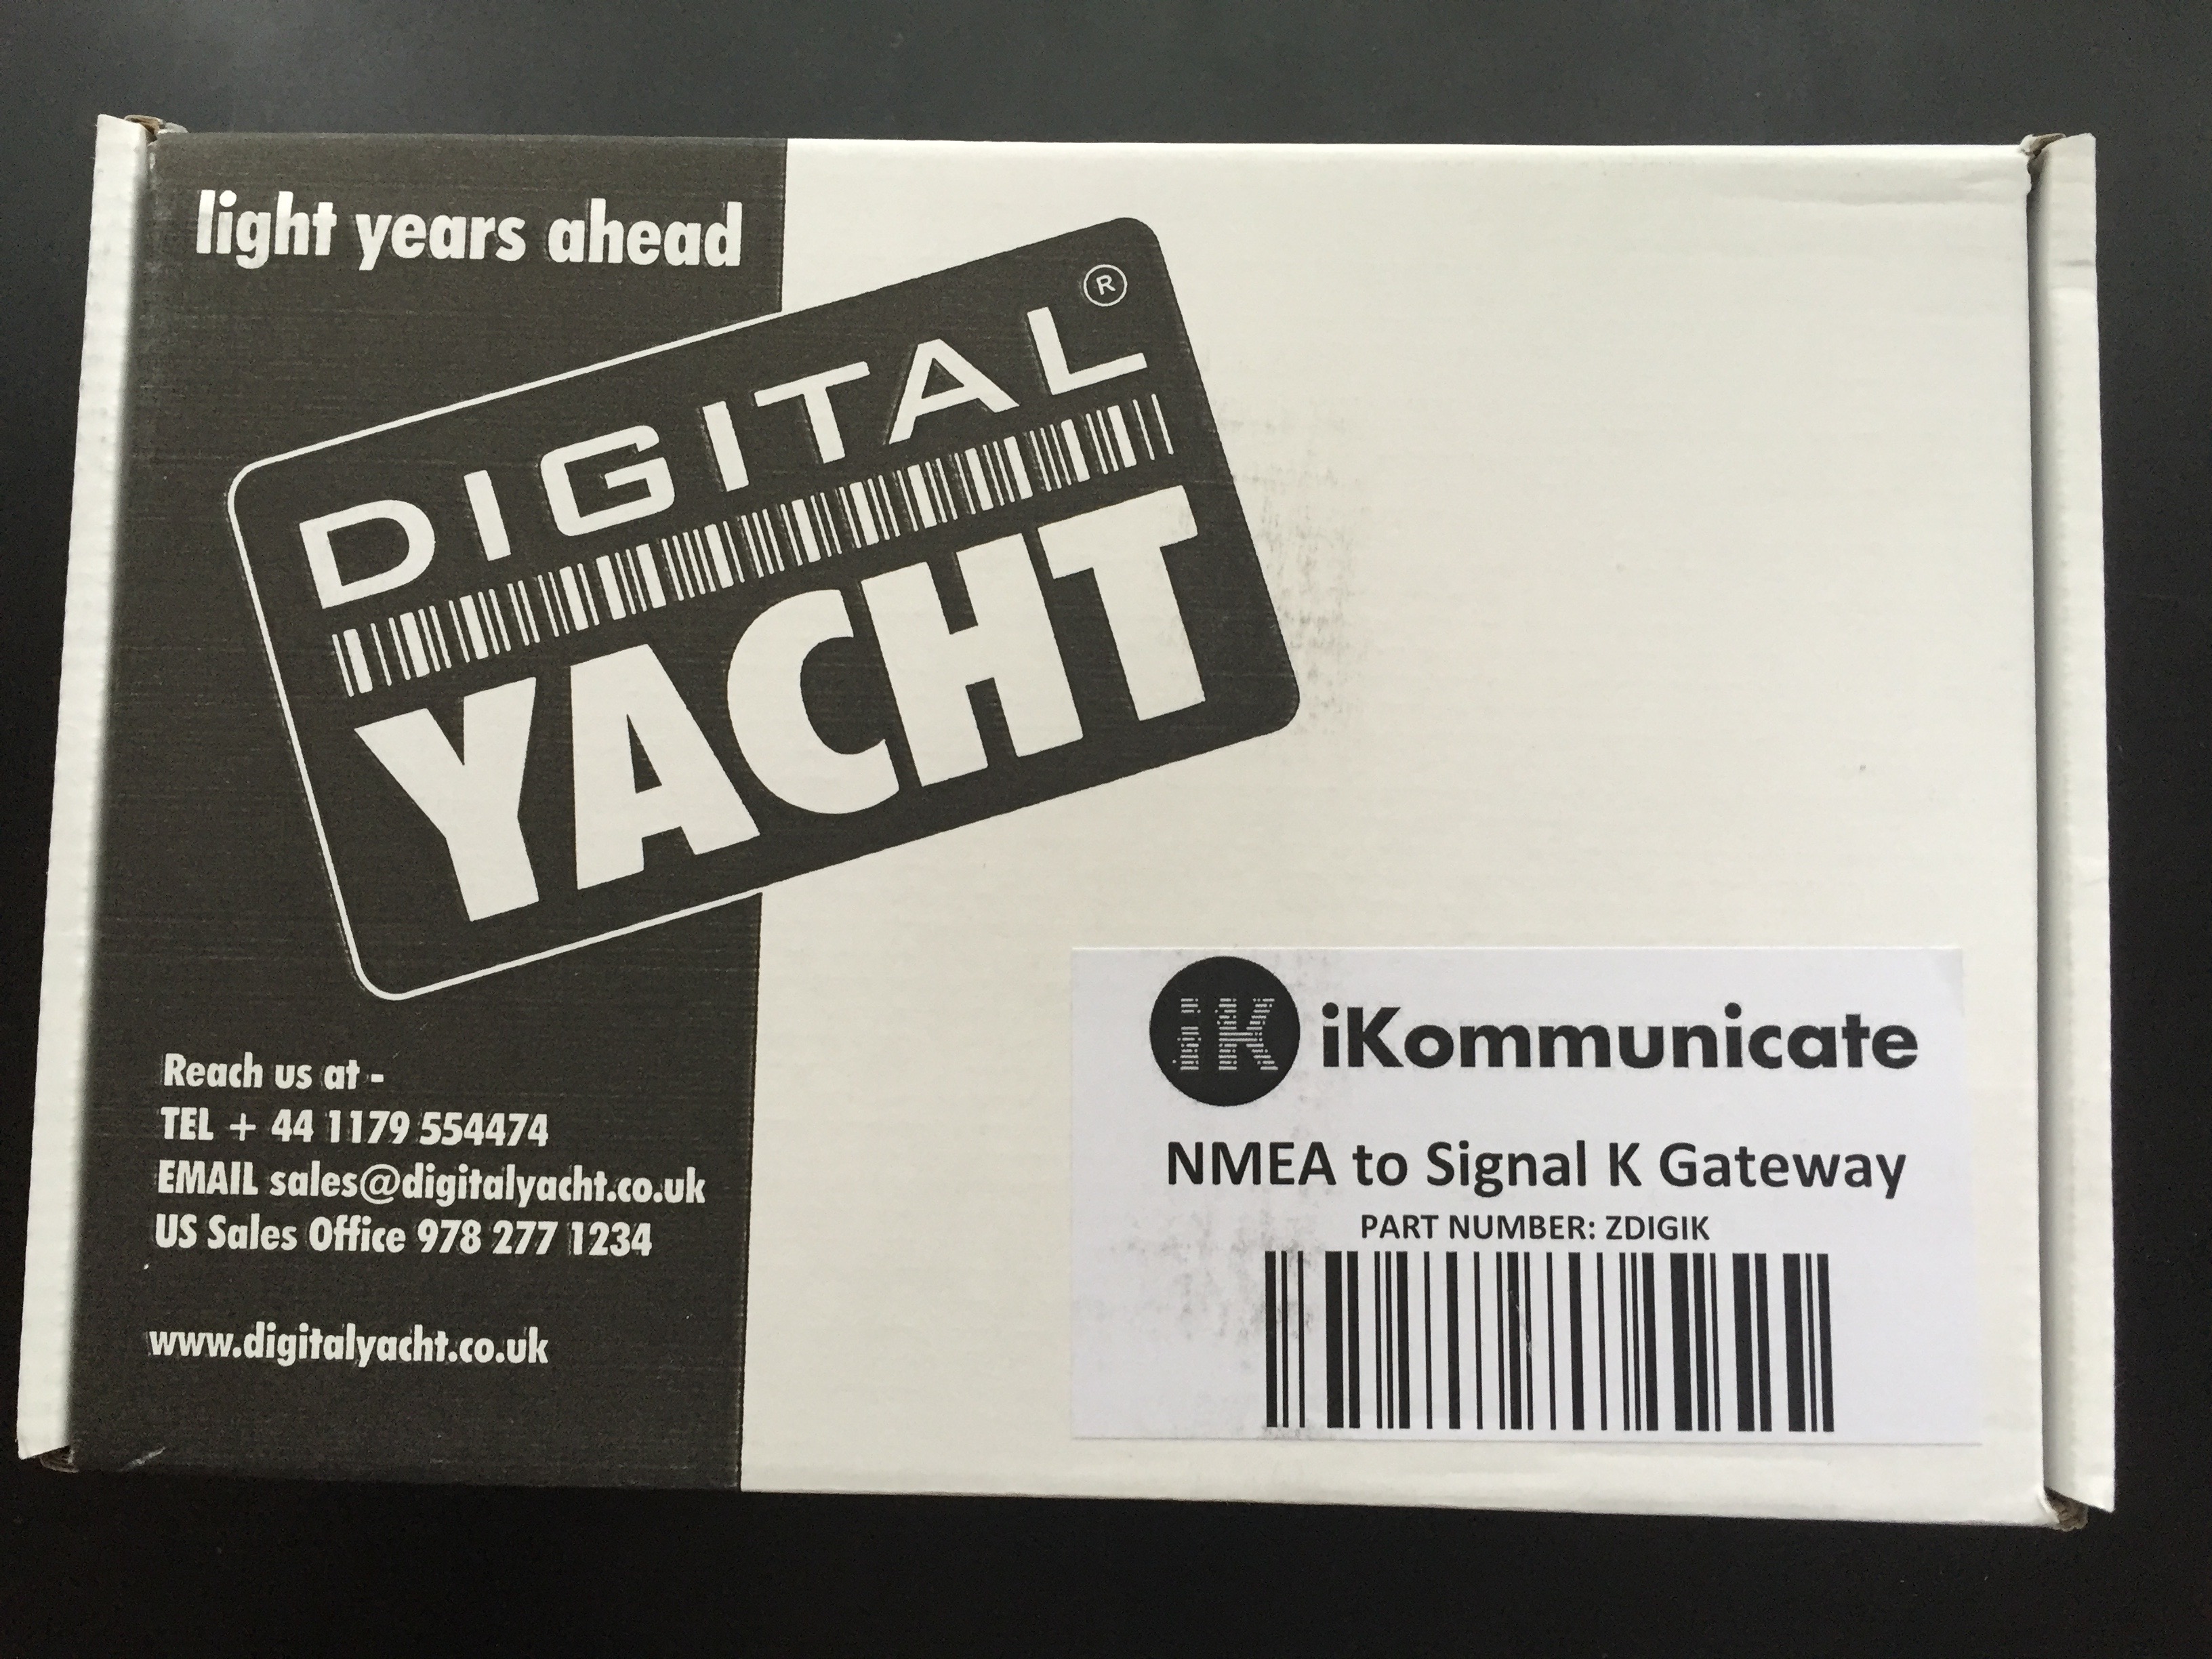 light years ahead
DIGITAL ®
YACHT
Reach us at -
TEL + 44 1179 554474
EMAIL sales@digitalyacht.co.uk
US Sales Office 978 277 1234
www.digitalyacht.co.uk
iK iKommunicate
NMEA to Signal K Gateway
PART NUMBER: ZDIGIK